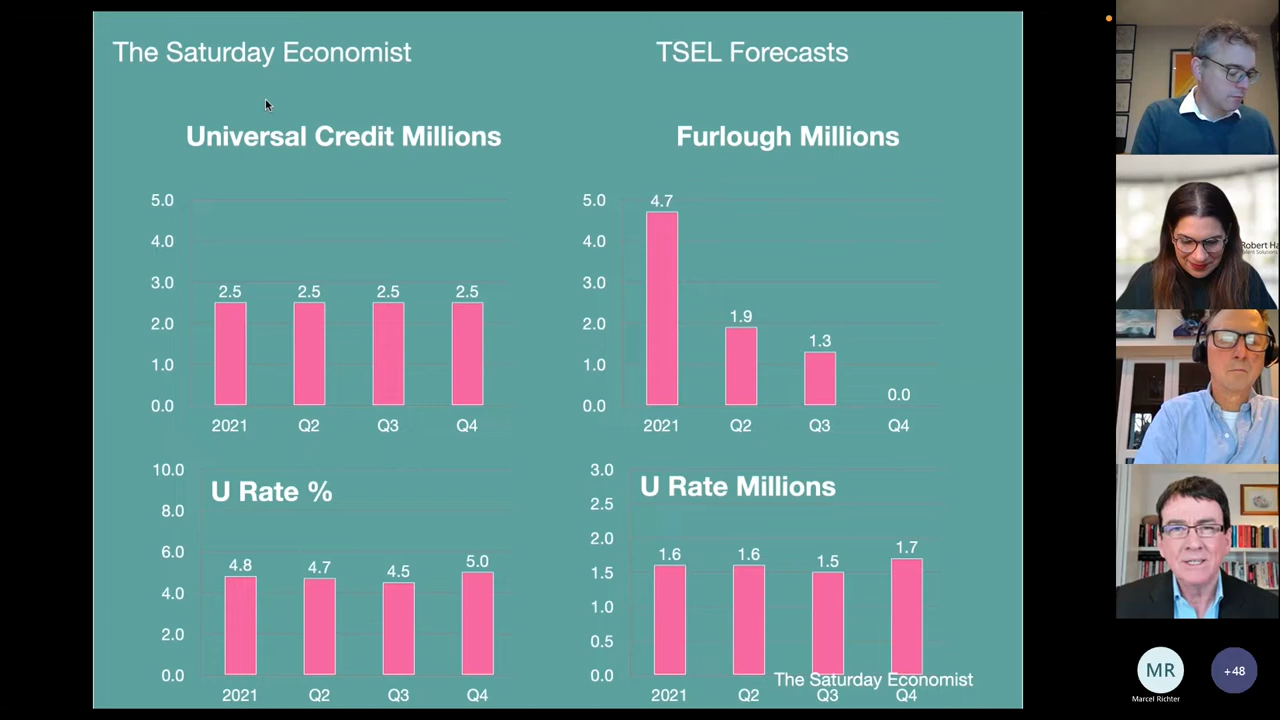 The Saturday Economist
TSEL Forecasts
Universal Credit Millions
5.0
4.0
3.0
2.0
1.0
0.0
2.5
2.5
2.5
2.5
2021
Q2
Q3
Q4
Furlough Millions
5.0
4.0
3.0
2.0
1.0
0.0
4.7
1.9
1.3
0.0
2021
Q2
Q3
Q4
U Rate %
10.0
8.0
6.0
4.0
2.0
0.0
4.8
4.7
4.5
5.0
2021
Q2
Q3
Q4
U Rate Millions
3.0
2.5
2.0
1.5
1.0
0.5
0.0
1.6
1.6
1.5
1.7
The Saturday Economist
2021
Q2
Q3
Q4
Robert Ha
MR
Marcel Richter
+48